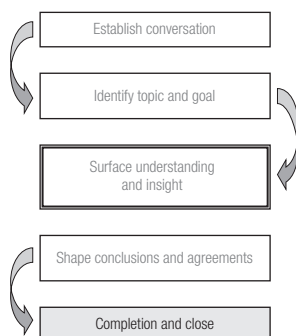 Establish conversation
Identify topic and goal
Surface understanding
and insight
Shape conclusions and agreements
Completion and close